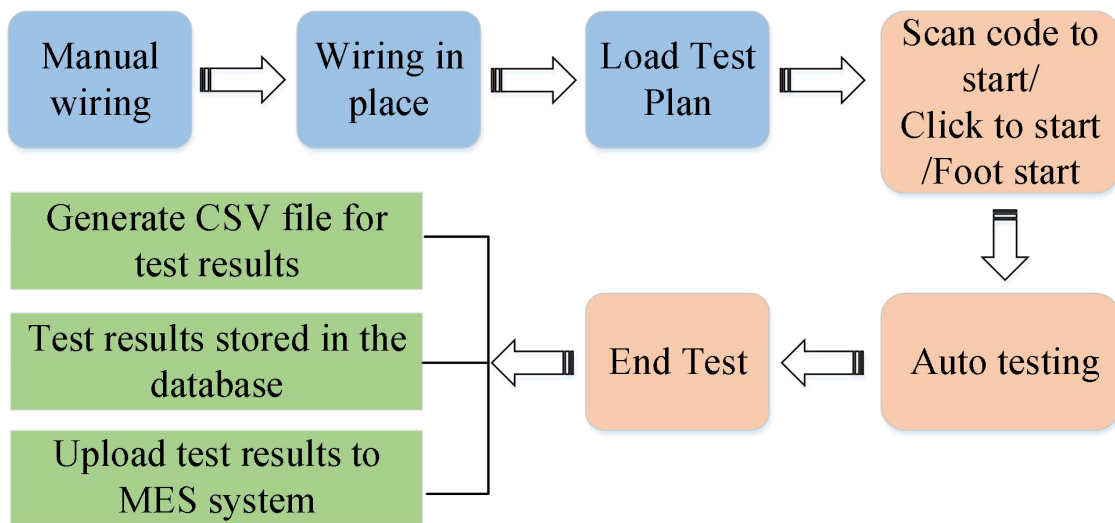 Manual
wiring
Wiring in
place
Load Test
Plan
Scan code to
start/
Click to start
/Foot start
Auto testing
End Test
Generate CSV file for
test results
Test results stored in the
database
Upload test results to
MES system